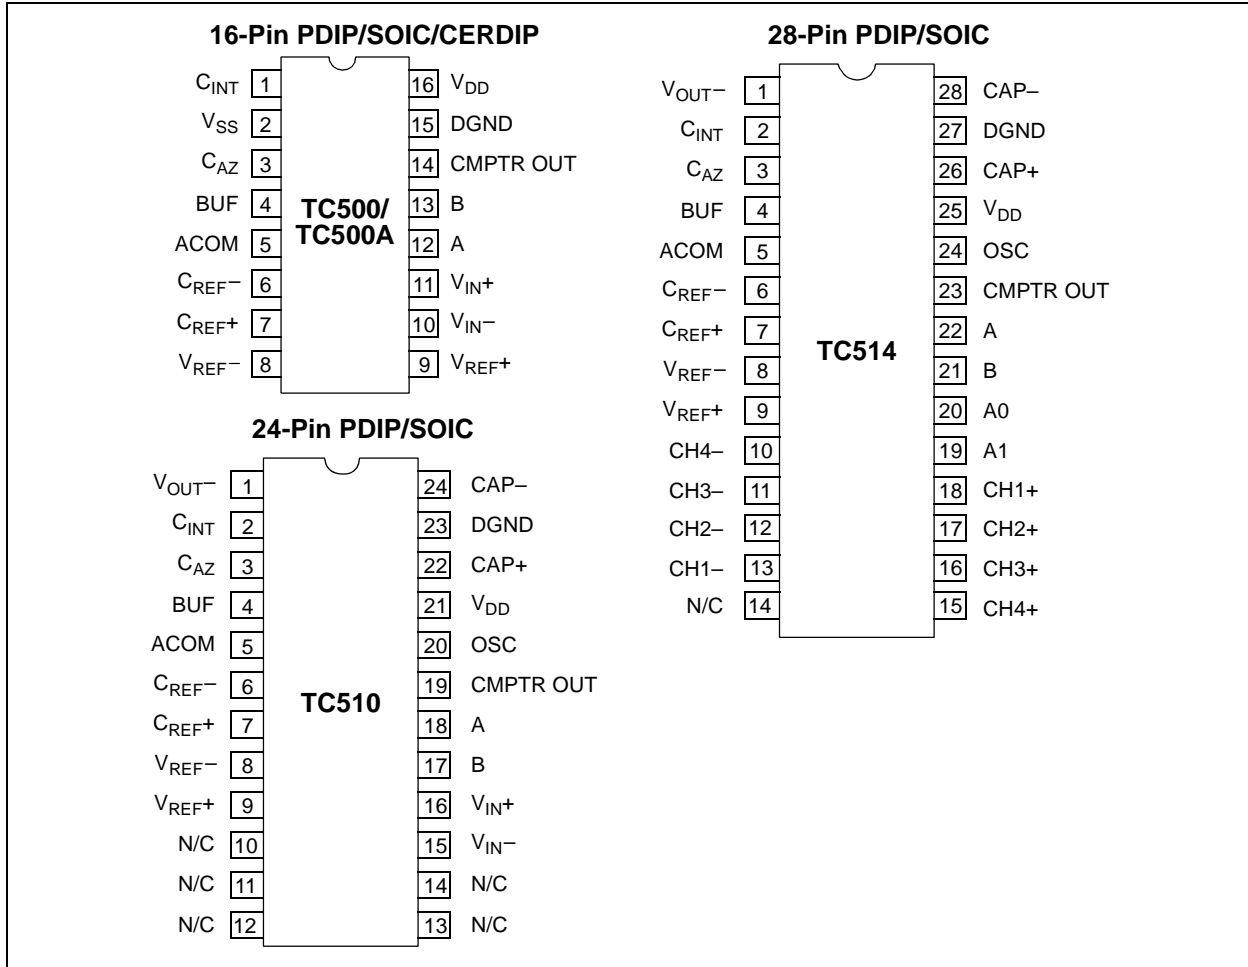 16-Pin PDIP/SOIC/CERDIP
CINT 1
VSS 2
CAZ 3
BUF 4
ACOM 5
CREF– 6
CREF+ 7
VREF– 8
TC500/
TC500A
16 VDD
15 DGND
14 CMPTR OUT
13 B
12 A
11 VIN+
10 VIN–
9 VREF+
24-Pin PDIP/SOIC
VOUT– 1
CINT 2
CAZ 3
BUF 4
ACOM 5
CREF– 6
CREF+ 7
VREF– 8
VREF+ 9
N/C 10
N/C 11
N/C 12
TC510
24 CAP–
23 DGND
22 CAP+
21 VDD
20 OSC
19 CMPTR OUT
18 A
17 B
16 VIN+
15 VIN–
14 N/C
13 N/C
28-Pin PDIP/SOIC
VOUT– 1
CINT 2
CAZ 3
BUF 4
ACOM 5
CREF– 6
CREF+ 7
VREF– 8
VREF+ 9
CH4– 10
CH3– 11
CH2– 12
CH1– 13
N/C 14
TC514
28 CAP–
27 DGND
26 CAP+
25 VDD
24 OSC
23 CMPTR OUT
22 A
21 B
20 A0
19 A1
18 CH1+
17 CH2+
16 CH3+
15 CH4+